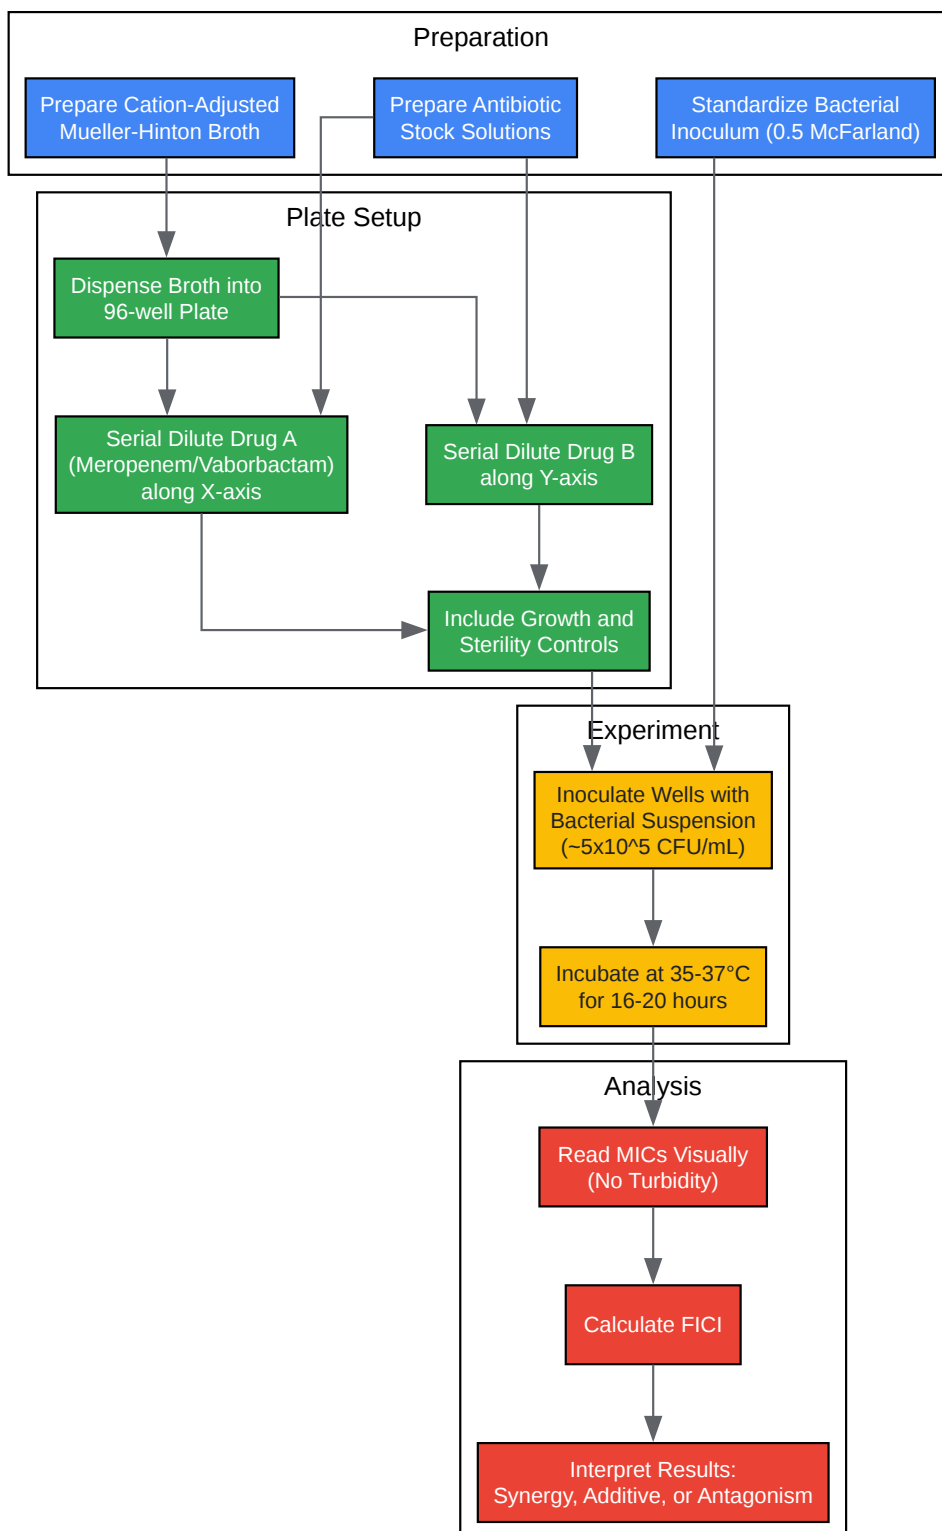 Preparation
Prepare Cation-Adjusted
Mueller-Hinton Broth
Prepare Antibiotic
Stock Solutions
Standardize Bacterial
Inoculum (0.5 McFarland)
Plate Setup
Dispense Broth into
96-well Plate
Serial Dilute Drug A
(Meropenem/Vaborbactam)
along X-axis
Serial Dilute Drug B
along Y-axis
Include Growth and
Sterility Controls
Experiment
Inoculate Wells with
Bacterial Suspension
(~5x10^5 CFU/mL)
Incubate at 35-37°C
for 16-20 hours
Analysis
Read MICs Visually
(No Turbidity)
Calculate FICI
Interpret Results:
Synergy, Additive, or Antagonism